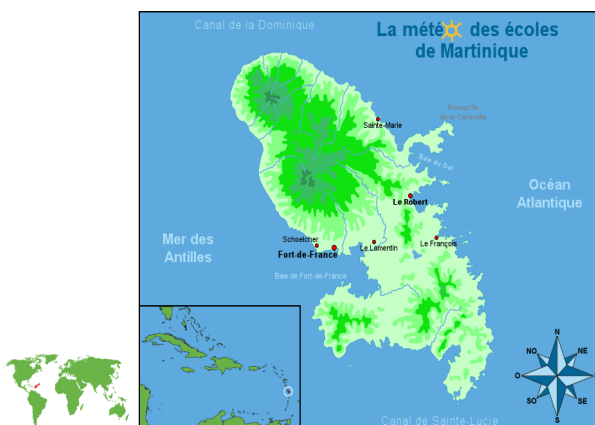 Canal de la Dominique
La météo des écoles
de Martinique
Sainte-Marie
Presqu'île
de la Caravelle
Baie du Gal
Océan
Atlantique
Le Robert
Mer des
Antilles
Schoelcher
Fort-de-France
Le Lamentin
Le François
Baie de Fort-de-France
N
NO
NE
O
SO
SE
S
Canal de Sainte-Lucie